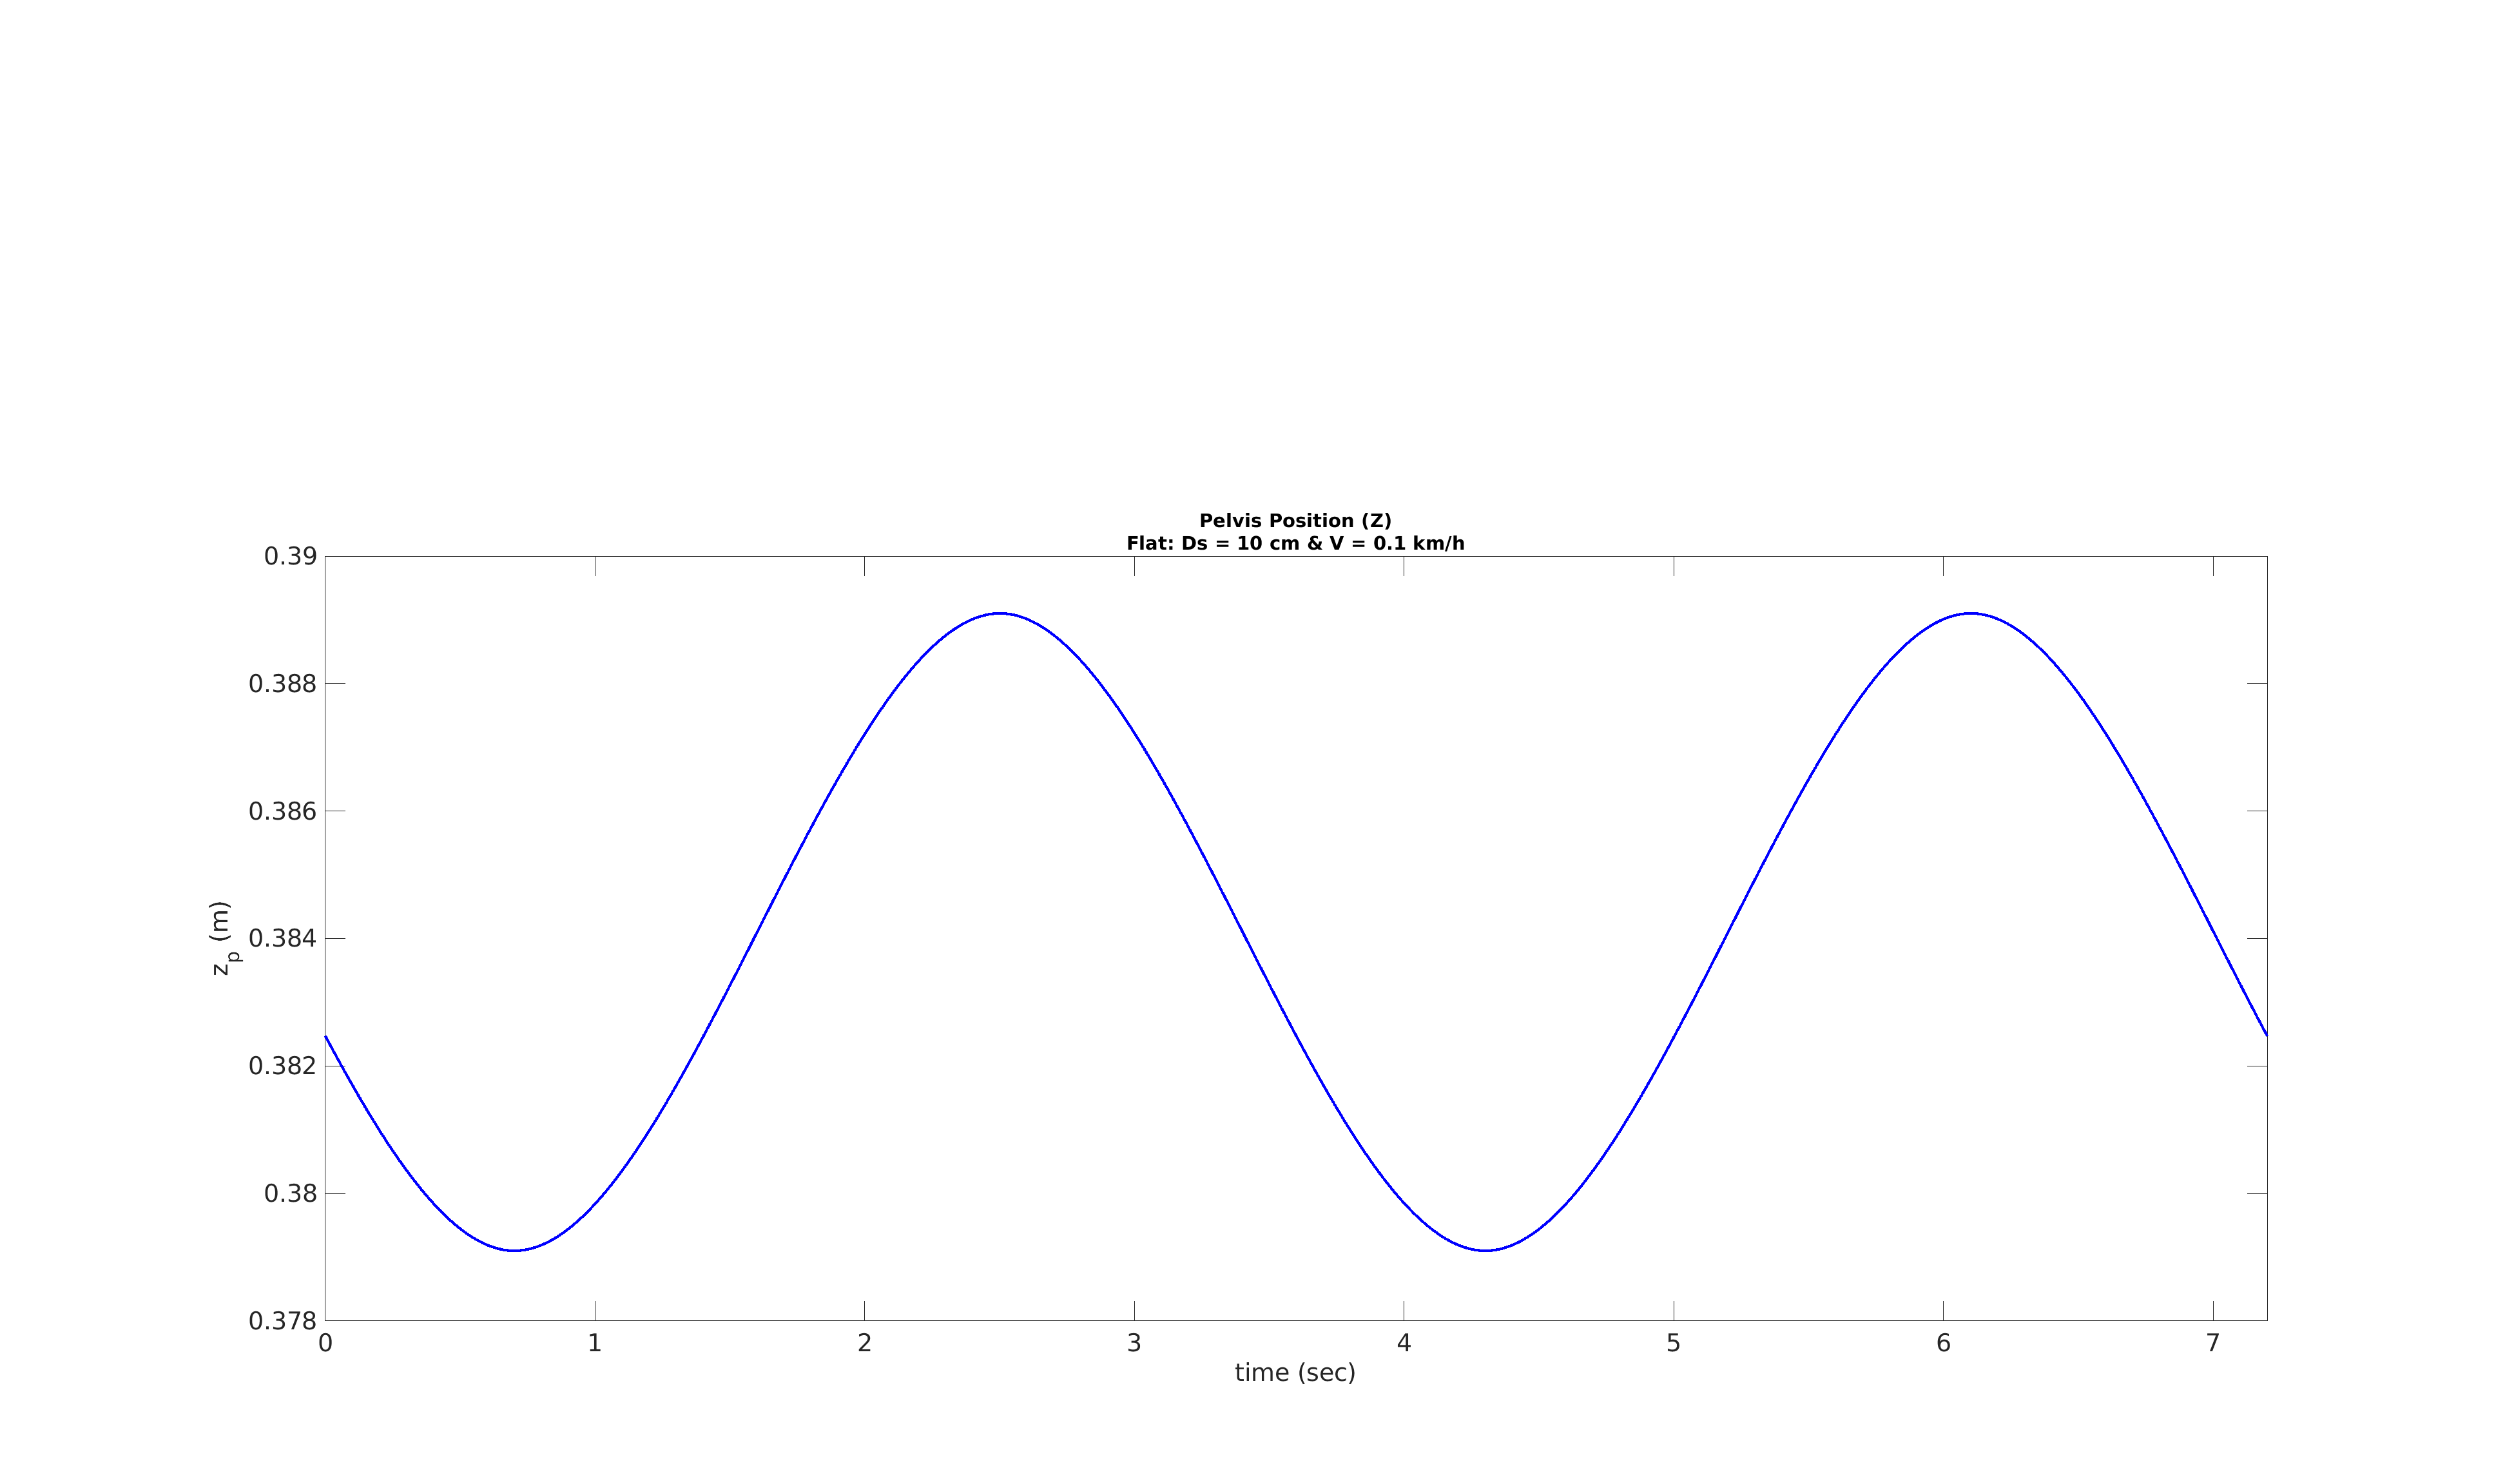 Pelvis Position (Z)
Flat: Ds = 10 cm & V = 0.1 km/h
0.39
0.388
0.386
0.384
0.382
0.38
0.378
z_p (m)
0 1 2 3 4 5 6 7
time (sec)